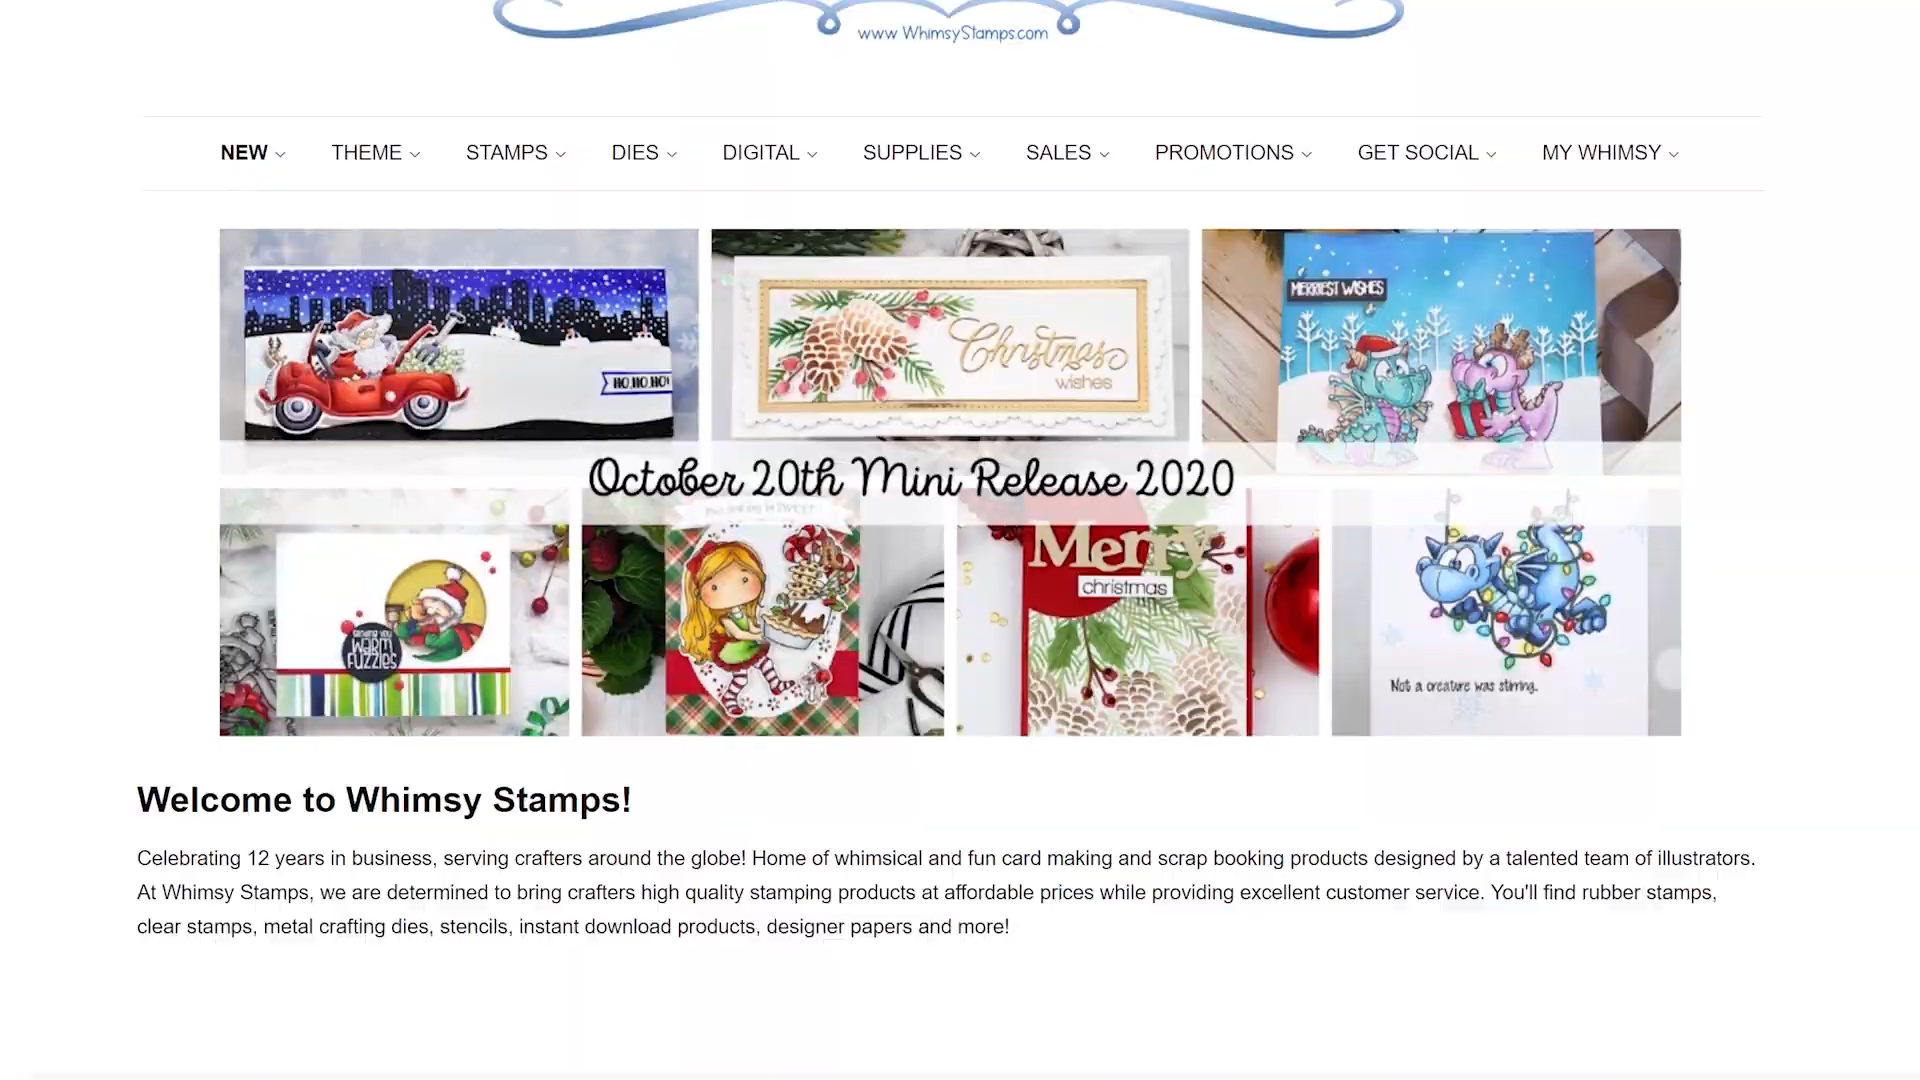 www WhimsyStamps.com
NEW THEME STAMPS DIES DIGITAL SUPPLIES SALES PROMOTIONS GET SOCIAL MY WHIMSY
HO, HO, HO!
Christmas
wishes
MERRIEST WISHES
October 20th Mini Release 2020
sending you
WARM
FUZZIES
Merry
christmas
Not a creature was stirring.
Welcome to Whimsy Stamps!
Celebrating 12 years in business, serving crafters around the globe! Home of whimsical and fun card making and scrap booking products designed by a talented team of illustrators.
At Whimsy Stamps, we are determined to bring crafters high quality stamping products at affordable prices while providing excellent customer service. You'll find rubber stamps,
clear stamps, metal crafting dies, stencils, instant download products, designer papers and more!